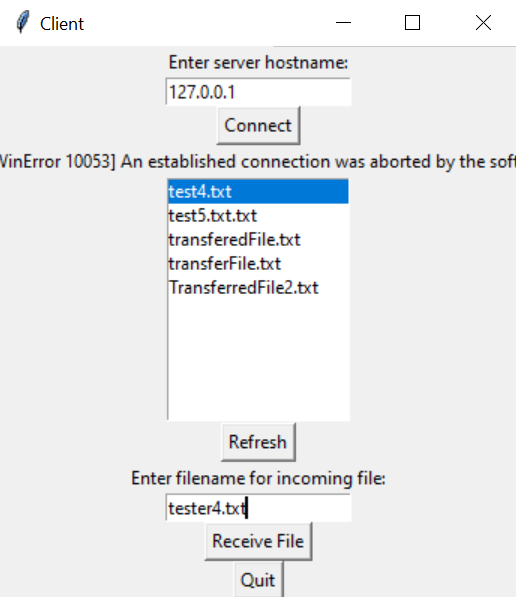 Client
Enter server hostname:
127.0.0.1
Connect
WinError 10053] An established connection was aborted by the soft
test4.txt
test5.txt.txt
transferedFile.txt
transferFile.txt
TransferredFile2.txt
Refresh
Enter filename for incoming file:
tester4.txt
Receive File
Quit